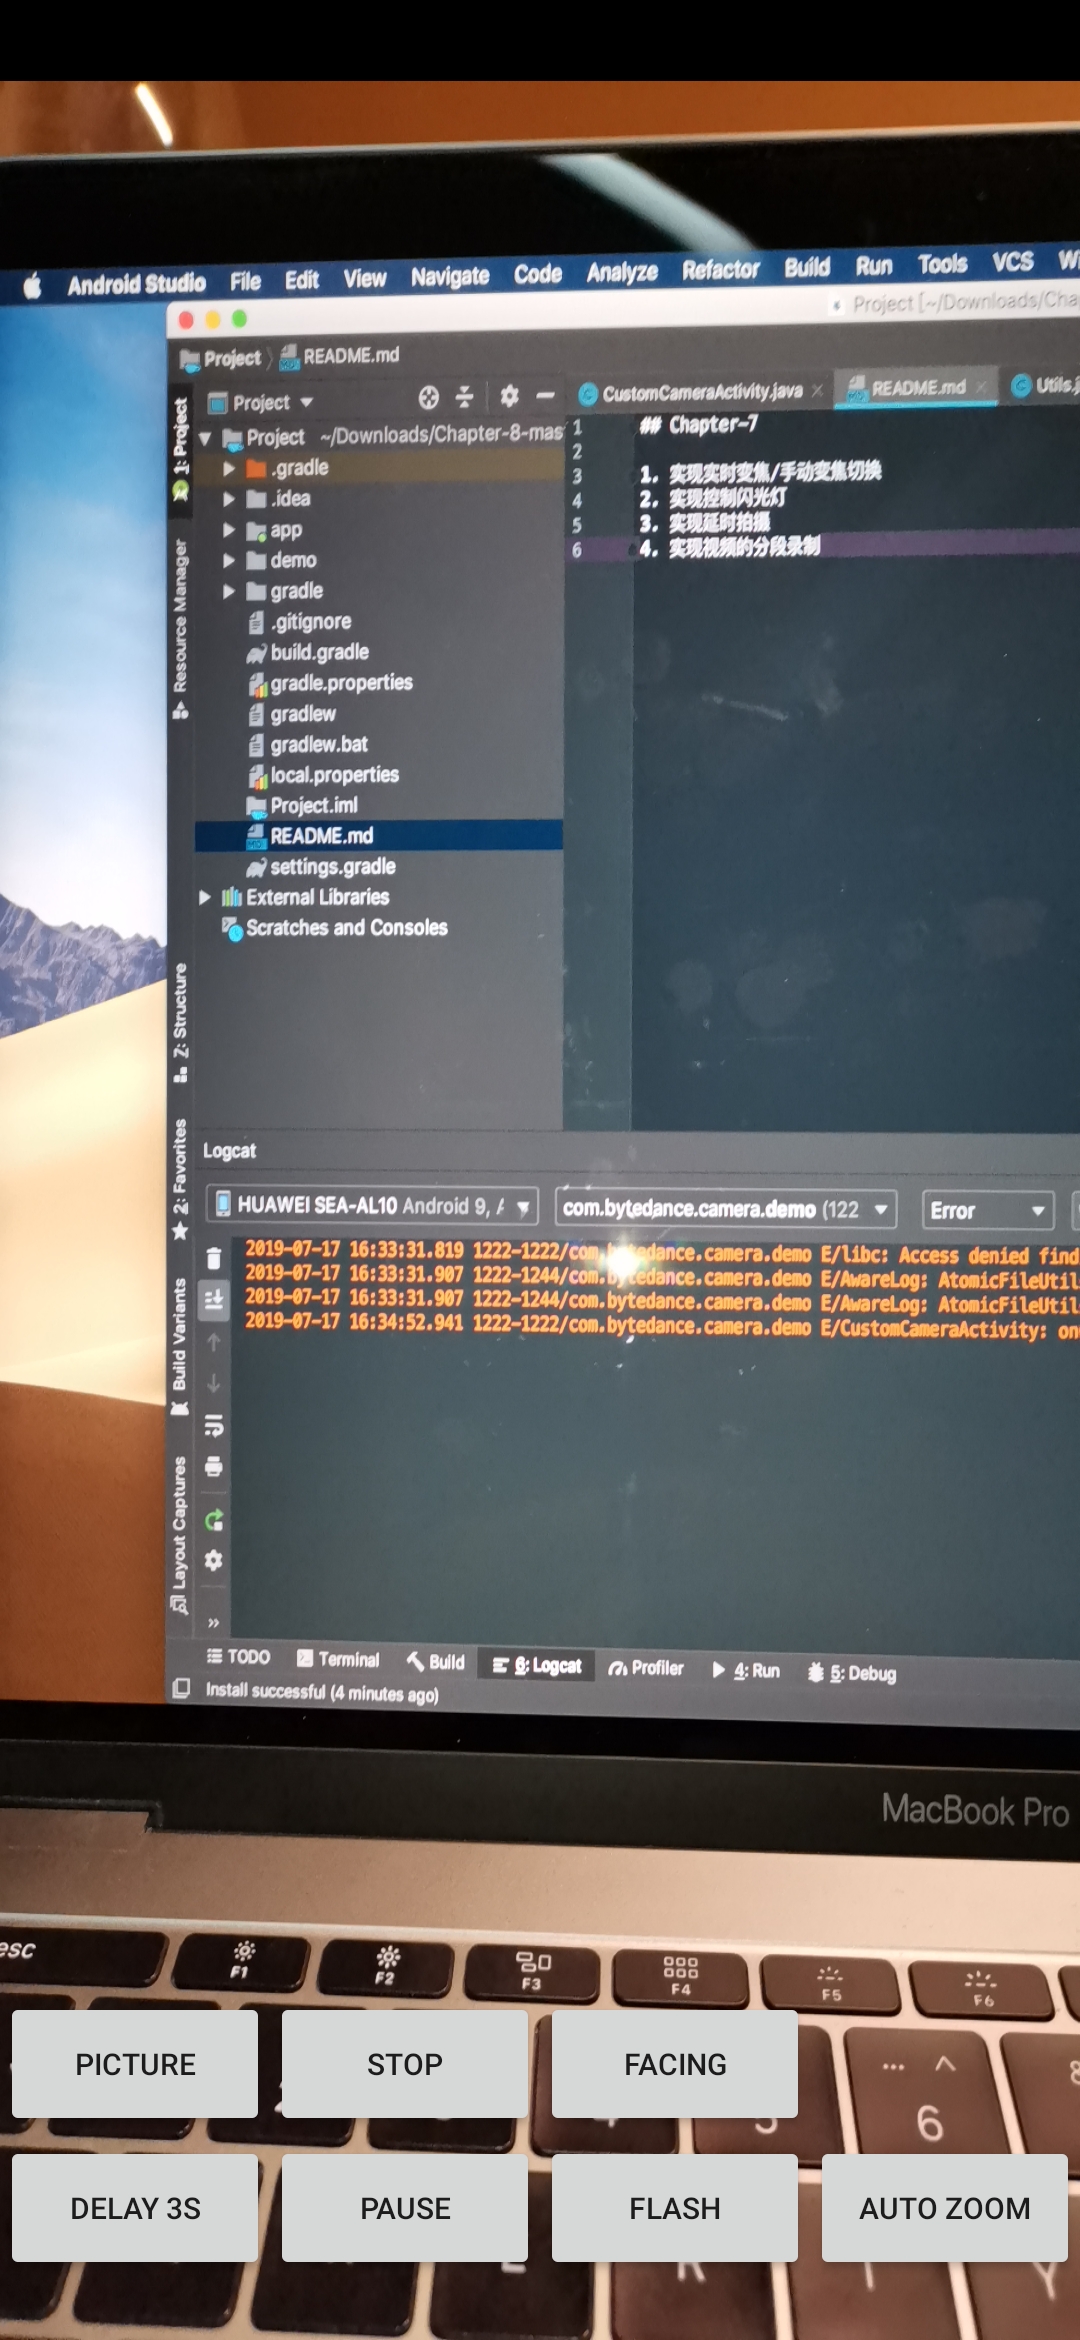 Android Studio File Edit View Navigate Code Analyze Refactor Build Run Tools VCS
Project [~/Downloads/Cha
Project README.md
Project
CustomCameraActivity.java
README.md
Utils.j
1: Project
Resource Manager
Z: Structure
2: Favorites
Build Variants
Layout Captures
Project ~/Downloads/Chapter-8-mas
.gradle
.idea
app
demo
gradle
.gitignore
build.gradle
gradle.properties
gradlew
gradlew.bat
local.properties
Project.iml
README.md
settings.gradle
External Libraries
Scratches and Consoles
1 ## Chapter-7
2
3 1. 实现实时变焦/手动变焦切换
4 2. 实现控制闪光灯
5 3. 实现延时拍摄
6 4. 实现视频的分段录制
Logcat
HUAWEI SEA-AL10 Android 9, com.bytedance.camera.demo (122 Error
2019-07-17 16:33:31.819 1222-1222/com.bytedance.camera.demo E/libc: Access denied find
2019-07-17 16:33:31.907 1222-1244/com.bytedance.camera.demo E/AwareLog: AtomicFileUtil
2019-07-17 16:33:31.907 1222-1244/com.bytedance.camera.demo E/AwareLog: AtomicFileUtil
2019-07-17 16:34:52.941 1222-1222/com.bytedance.camera.demo E/CustomCameraActivity: on
TODO Terminal Build 6: Logcat Profiler 4: Run 5: Debug
Install successful (4 minutes ago)
MacBook Pro
esc F1 F2 F3 F4 F5 F6
PICTURE STOP FACING
6
DELAY 3S PAUSE FLASH AUTO ZOOM